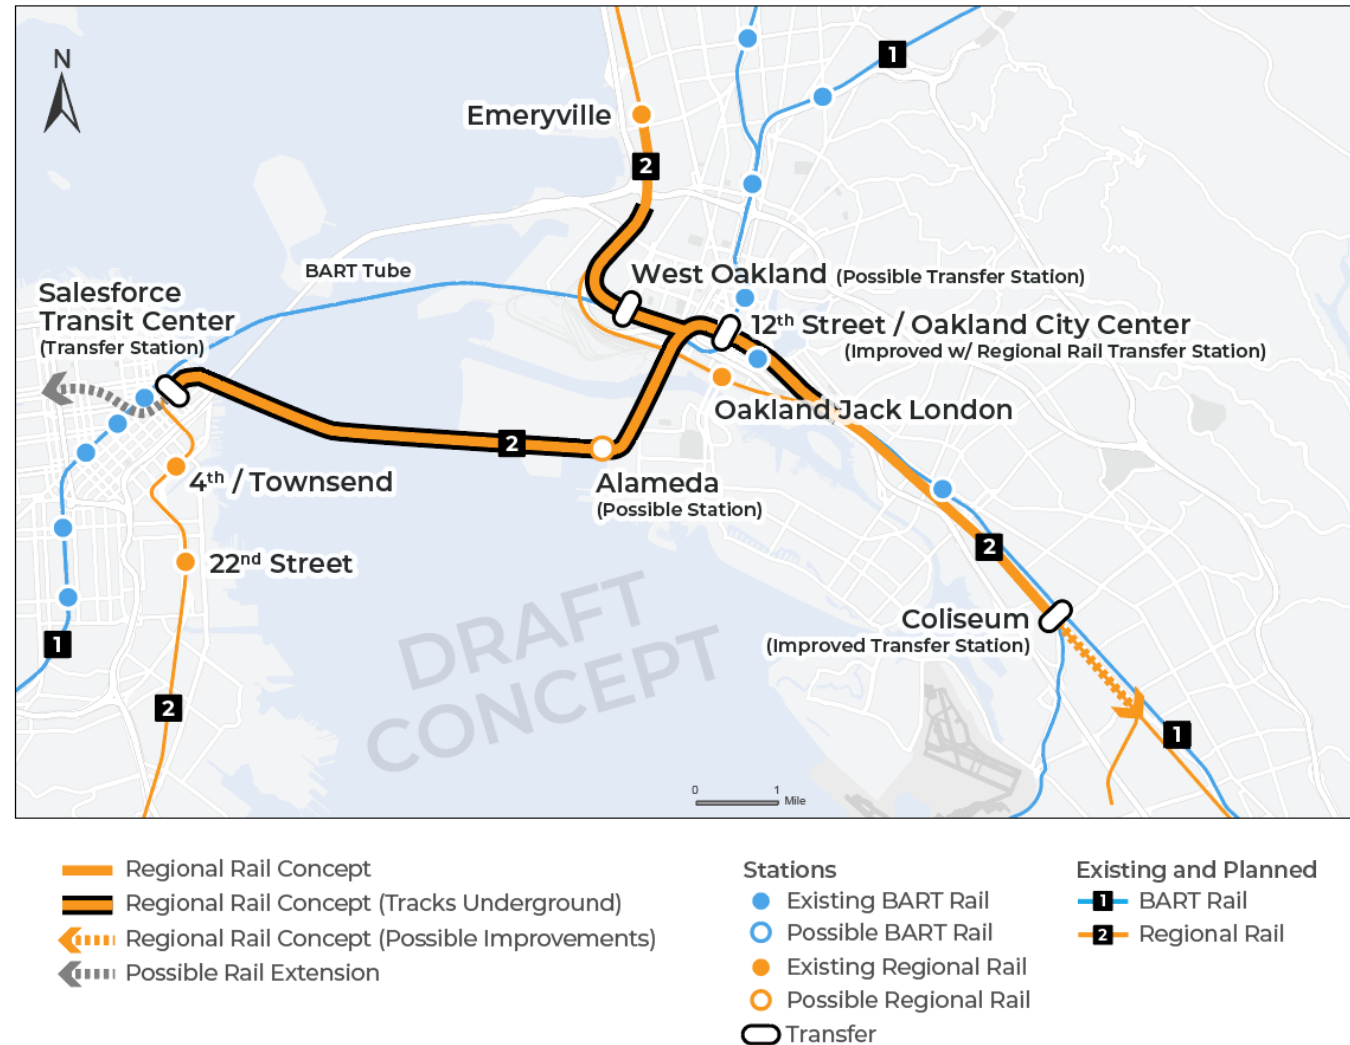 N
1
Emeryville
2
West Oakland (Possible Transfer Station)
BART Tube
Salesforce
Transit Center
(Transfer Station)
12th Street / Oakland City Center
(Improved w/ Regional Rail Transfer Station)
Oakland Jack London
2
4th / Townsend
Alameda
(Possible Station)
22nd Street
2
DRAFT
CONCEPT
Coliseum
(Improved Transfer Station)
1
2
1
0 1
Mile
Regional Rail Concept
Regional Rail Concept (Tracks Underground)
Regional Rail Concept (Possible Improvements)
Possible Rail Extension
Stations
Existing BART Rail
Possible BART Rail
Existing Regional Rail
Possible Regional Rail
Transfer
Existing and Planned
1 BART Rail
2 Regional Rail